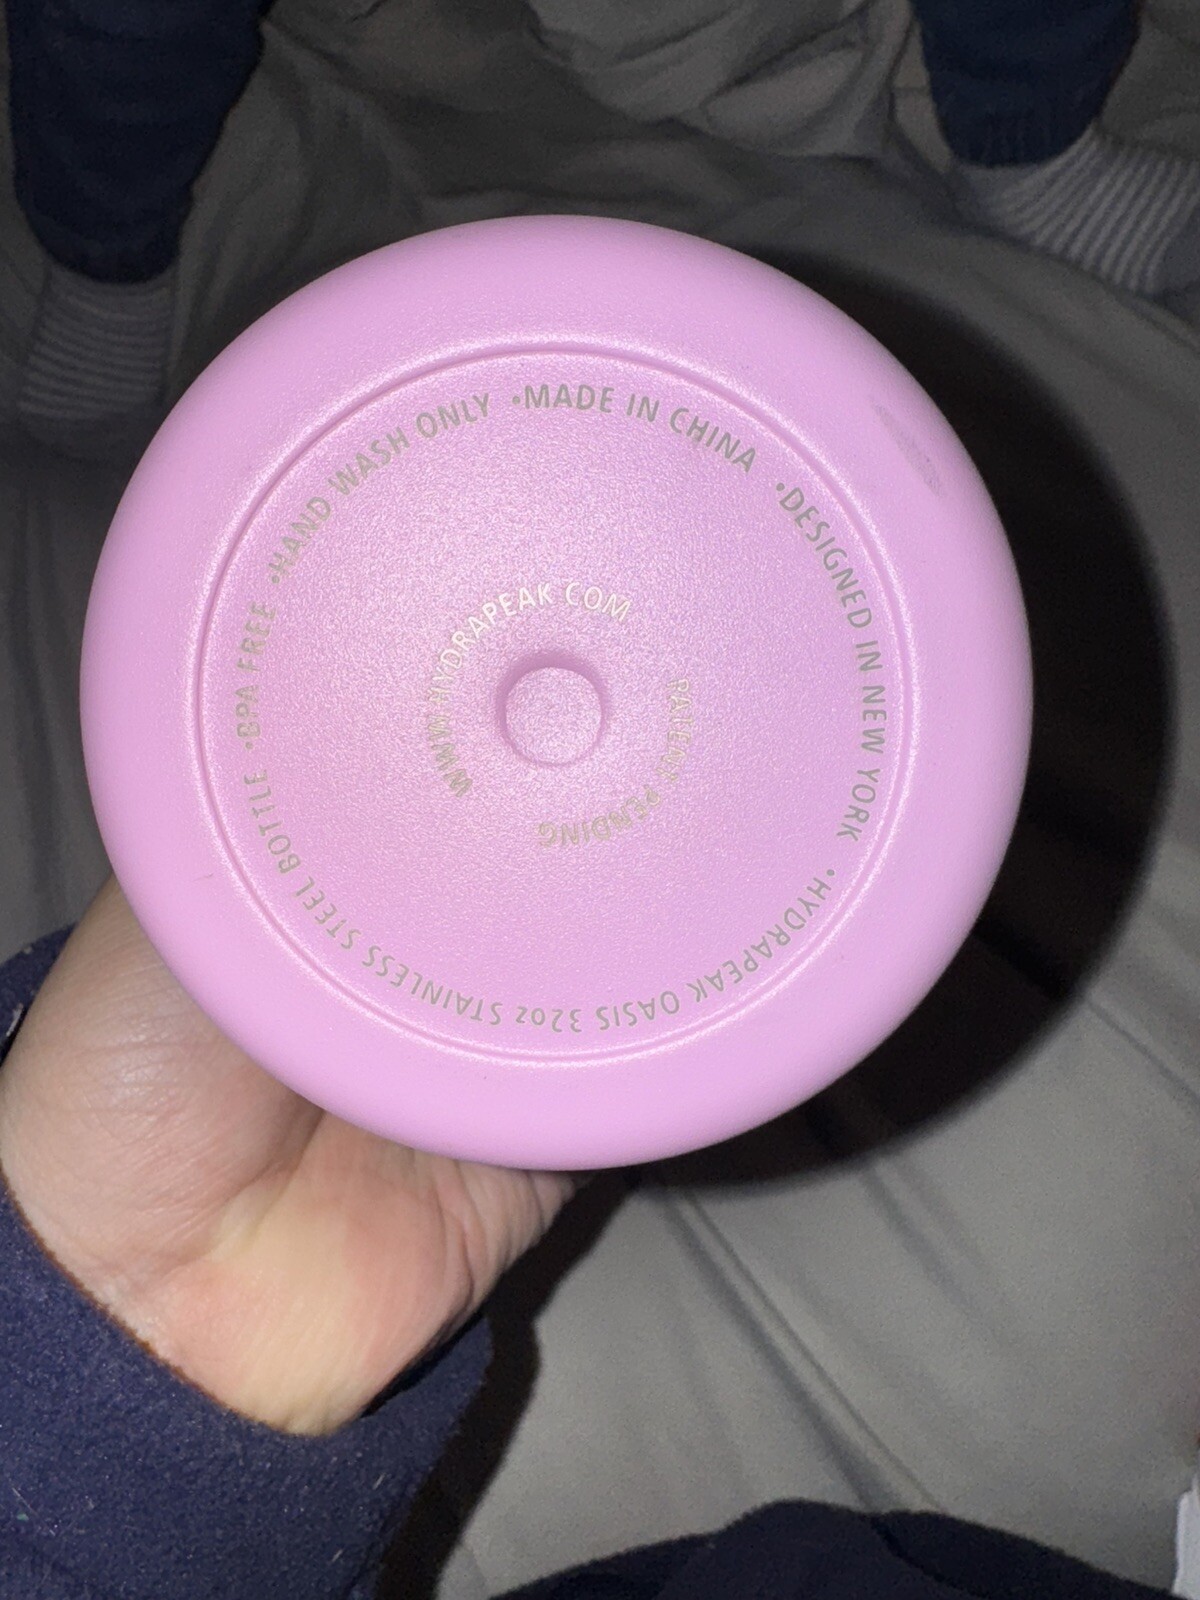 •HAND WASH ONLY •MADE IN CHINA •DESIGNED IN NEW YORK •HYDRAPEAK OASIS 32oz STAINLESS STEEL BOTTLE •BPA FREE
WWW.HYDRAPEAK.COM
PATENT PENDING